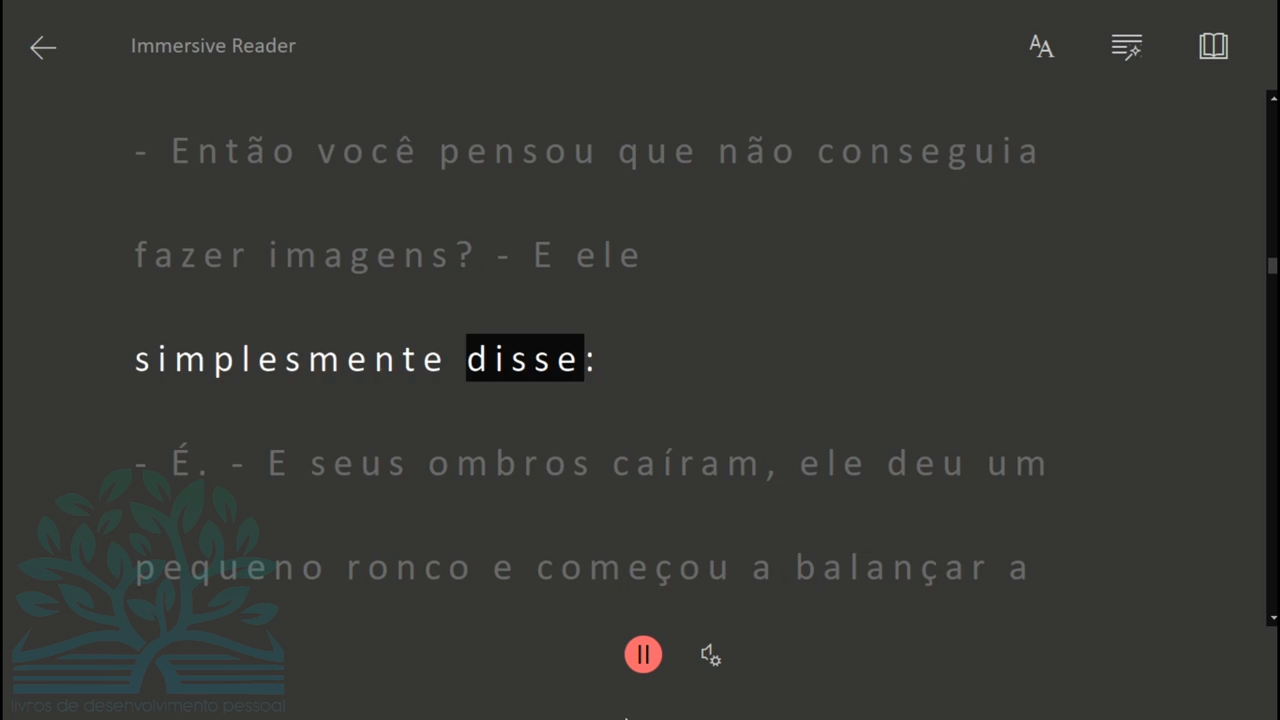 Immersive Reader
- Então você pensou que não conseguia
fazer imagens? - E ele
simplesmente disse:
- É. - E seus ombros caíram, ele deu um
pequeno ronco e começou a balançar a
livros de desenvolvimento pessoal